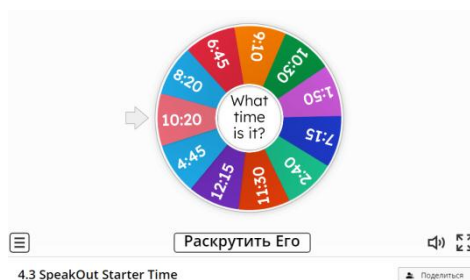 9:10
10:30
1:50
7:15
2:40
11:30
12:15
4:45
10:20
8:20
6:45
What
time
is it?
Раскрутить Его
4.3 SpeakOut Starter Time
Поделиться